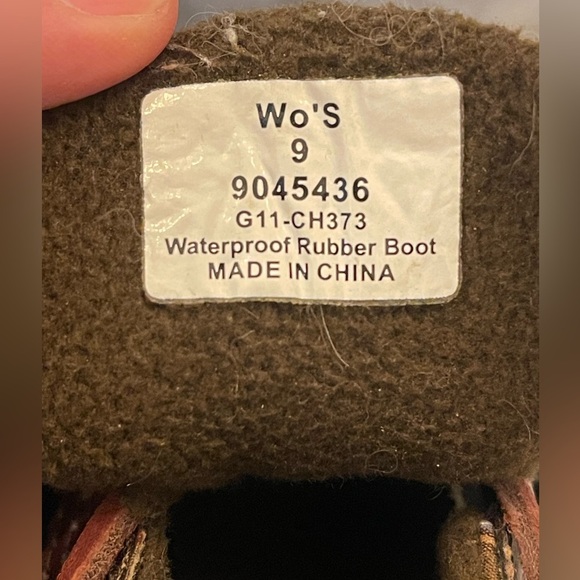 Wo'S
9
9045436
G11-CH373
Waterproof Rubber Boot
MADE IN CHINA